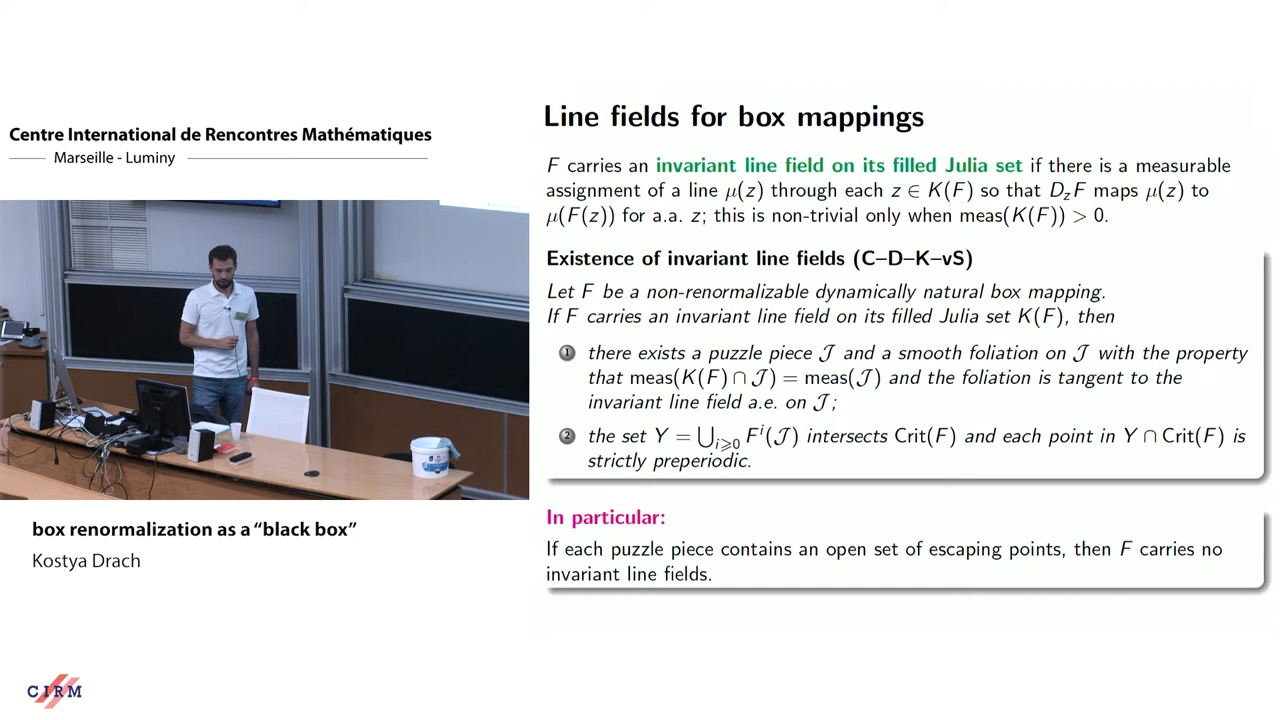 Centre International de Rencontres Mathématiques
Marseille - Luminy
box renormalization as a “black box”
Kostya Drach
CIRM
Line fields for box mappings
F carries an invariant line field on its filled Julia set if there is a measurable
assignment of a line μ(z) through each z ∈ K(F) so that D_zF maps μ(z) to
μ(F(z)) for a.a. z; this is non-trivial only when meas(K(F)) > 0.
Existence of invariant line fields (C–D–K–vS)
Let F be a non-renormalizable dynamically natural box mapping.
If F carries an invariant line field on its filled Julia set K(F), then
1 there exists a puzzle piece 𝒥 and a smooth foliation on 𝒥 with the property
that meas(K(F) ∩ 𝒥) = meas(𝒥) and the foliation is tangent to the
invariant line field a.e. on 𝒥;
2 the set Y = ⋃_{i⩾0} F^i(𝒥) intersects Crit(F) and each point in Y ∩ Crit(F) is
strictly preperiodic.
In particular:
If each puzzle piece contains an open set of escaping points, then F carries no
invariant line fields.